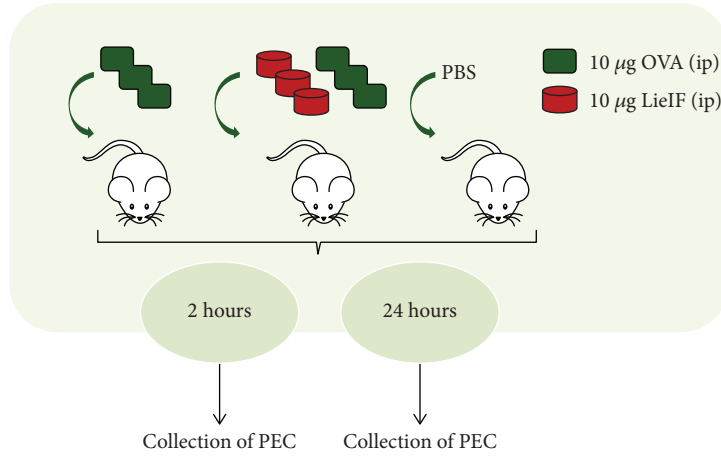 PBS
10 μg OVA (ip)
10 μg LieIF (ip)
2 hours
24 hours
Collection of PEC
Collection of PEC